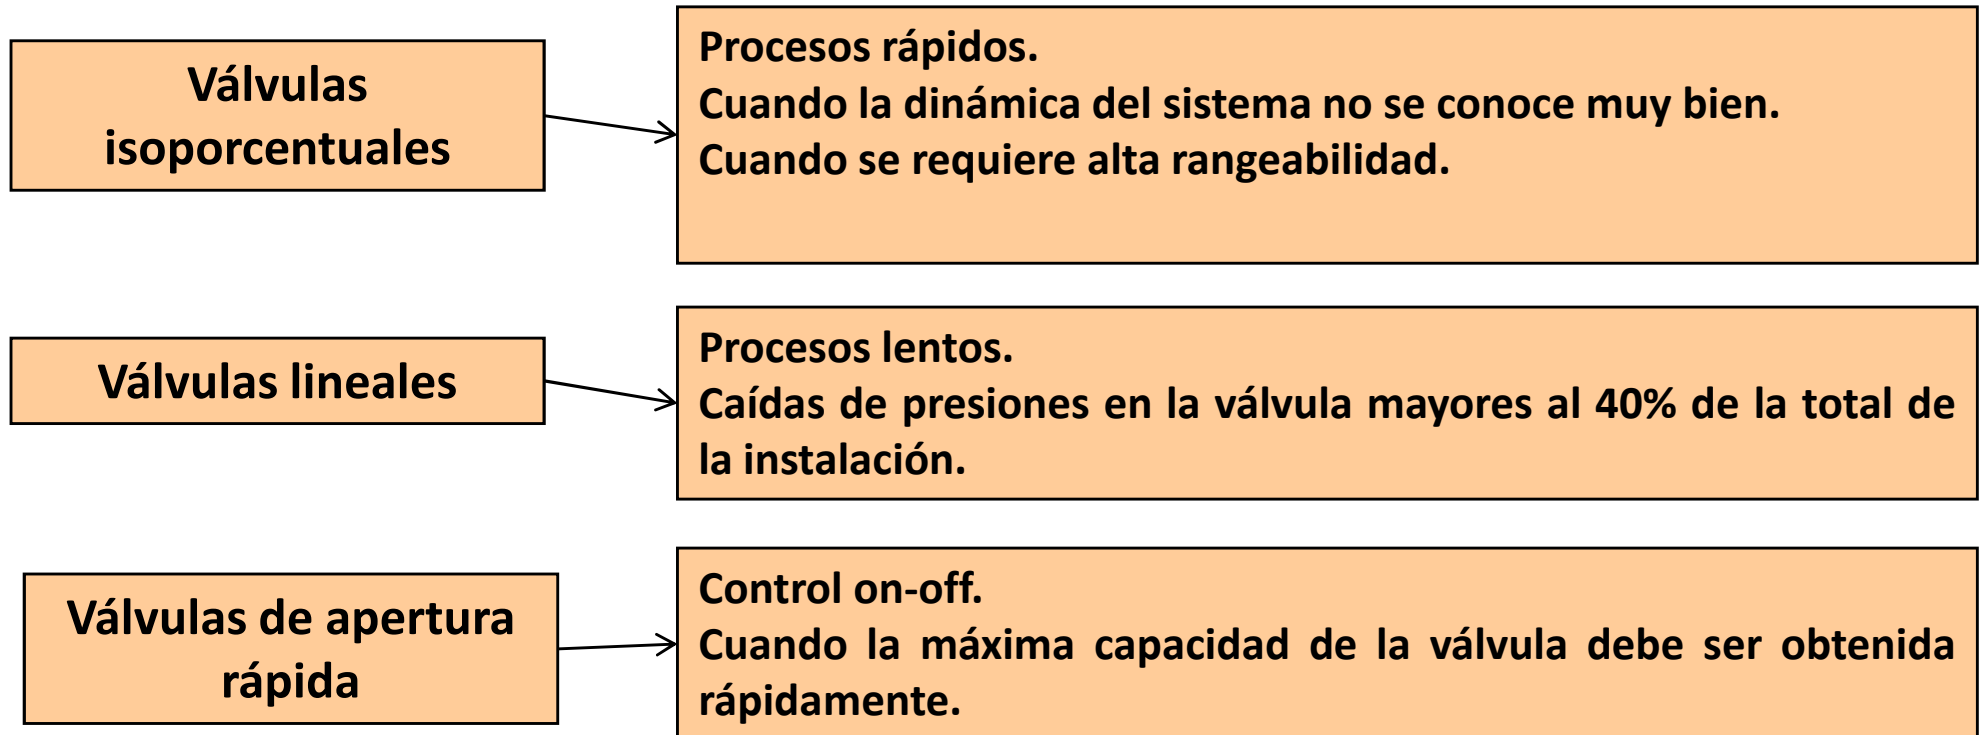 Válvulas
isoporcentuales
Procesos rápidos.
Cuando la dinámica del sistema no se conoce muy bien.
Cuando se requiere alta rangeabilidad.
Válvulas lineales
Procesos lentos.
Caídas de presiones en la válvula mayores al 40% de la total de
la instalación.
Válvulas de apertura
rápida
Control on-off.
Cuando la máxima capacidad de la válvula debe ser obtenida
rápidamente.